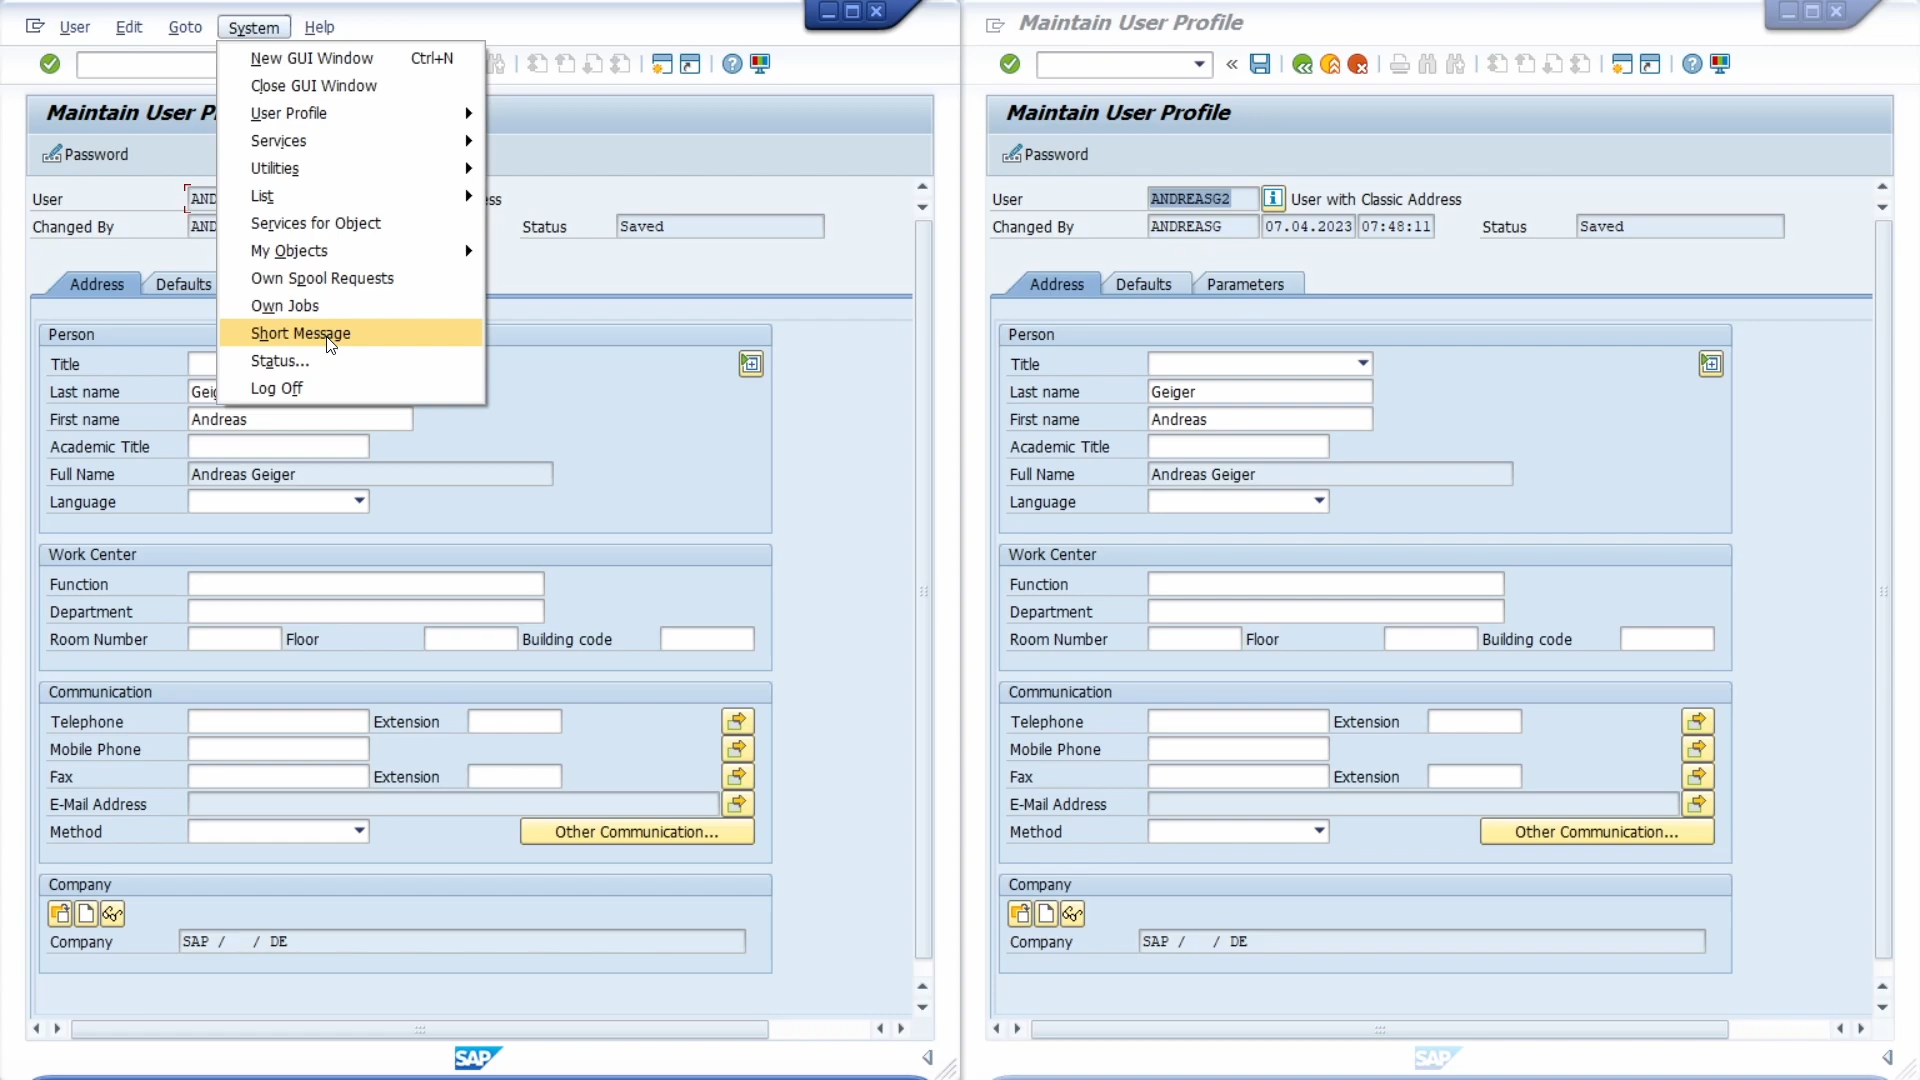 User Edit Goto System Help
New GUI Window Ctrl+N
Close GUI Window
User Profile
Services
Utilities
List
Services for Object
My Objects
Own Spool Requests
Own Jobs
Short Message
Status...
Log Off
Maintain User P
Password
User AND ss
Changed By AND Status Saved
Address Defaults
Person
Title
Last name Geig
First name Andreas
Academic Title
Full Name Andreas Geiger
Language
Work Center
Function
Department
Room Number Floor Building code
Communication
Telephone Extension
Mobile Phone
Fax Extension
E-Mail Address
Method Other Communication...
Company
Company SAP / / DE
SAP
Maintain User Profile
Maintain User Profile
Password
User ANDREASG2 User with Classic Address
Changed By ANDREASG 07.04.2023 07:48:11 Status Saved
Address Defaults Parameters
Person
Title
Last name Geiger
First name Andreas
Academic Title
Full Name Andreas Geiger
Language
Work Center
Function
Department
Room Number Floor Building code
Communication
Telephone Extension
Mobile Phone
Fax Extension
E-Mail Address
Method Other Communication...
Company
Company SAP / / DE
SAP